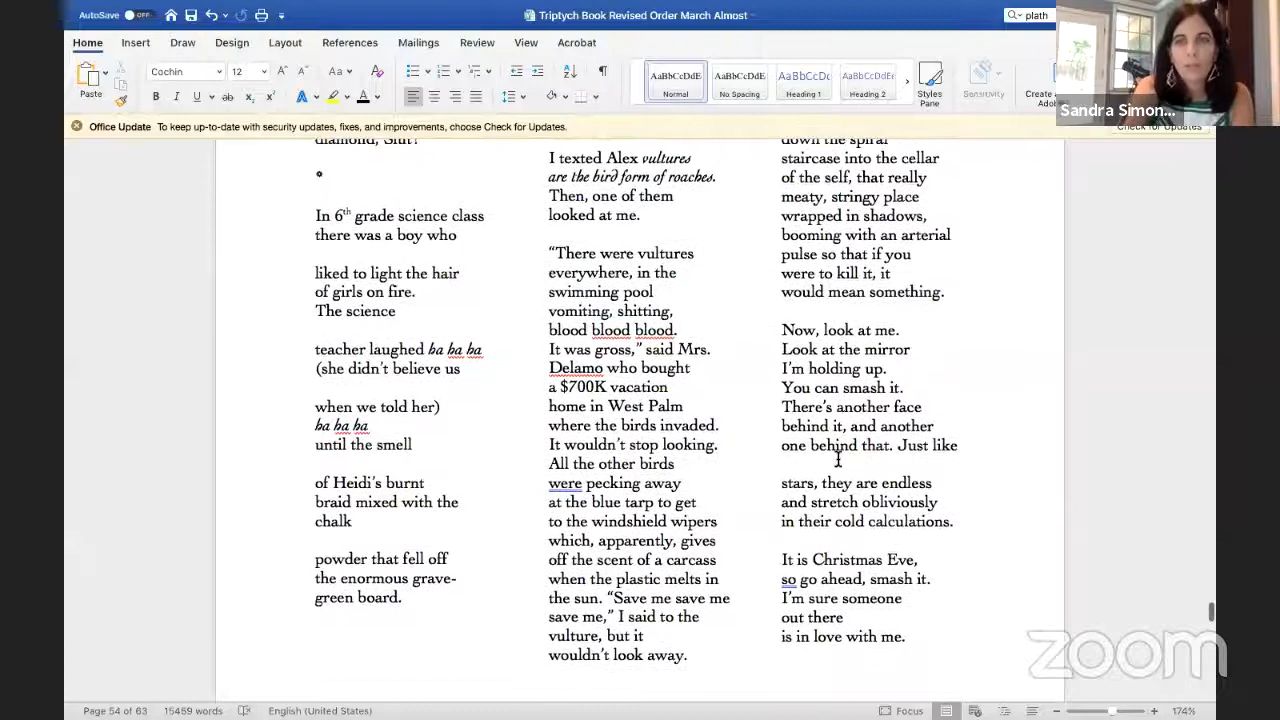 AutoSave OFF
Triptych Book Revised Order March Almost
plath
Home Insert Draw Design Layout References Mailings Review View Acrobat
Paste
Cochin 12
AaBbCcDdE AaBbCcDdE AaBbCcDc AaBbCcDdE
Normal No Spacing Heading 1 Heading 2
Styles
Pane
Sensitivity
Create a
Sandra Simon...
Office Update To keep up-to-date with security updates, fixes, and improvements, choose Check for Updates.
Check for Updates
diamond, Slut?
In 6th grade science class
there was a boy who
liked to light the hair
of girls on fire.
The science
teacher laughed ha ha ha
(she didn't believe us
when we told her)
ha ha ha
until the smell
of Heidi's burnt
braid mixed with the
chalk
powder that fell off
the enormous grave-
green board.
I texted Alex vultures
are the bird form of roaches.
Then, one of them
looked at me.
“There were vultures
everywhere, in the
swimming pool
vomiting, shitting,
blood blood blood.
It was gross,” said Mrs.
Delamo who bought
a $700K vacation
home in West Palm
where the birds invaded.
It wouldn't stop looking.
All the other birds
were pecking away
at the blue tarp to get
to the windshield wipers
which, apparently, gives
off the scent of a carcass
when the plastic melts in
the sun. “Save me save me
save me,” I said to the
vulture, but it
wouldn't look away.
down the spiral
staircase into the cellar
of the self, that really
meaty, stringy place
wrapped in shadows,
booming with an arterial
pulse so that if you
were to kill it, it
would mean something.
Now, look at me.
Look at the mirror
I'm holding up.
You can smash it.
There's another face
behind it, and another
one behind that. Just like
stars, they are endless
and stretch obliviously
in their cold calculations.
It is Christmas Eve,
so go ahead, smash it.
I'm sure someone
out there
is in love with me.
zoom
Page 54 of 63 15459 words English (United States)
Focus
174%